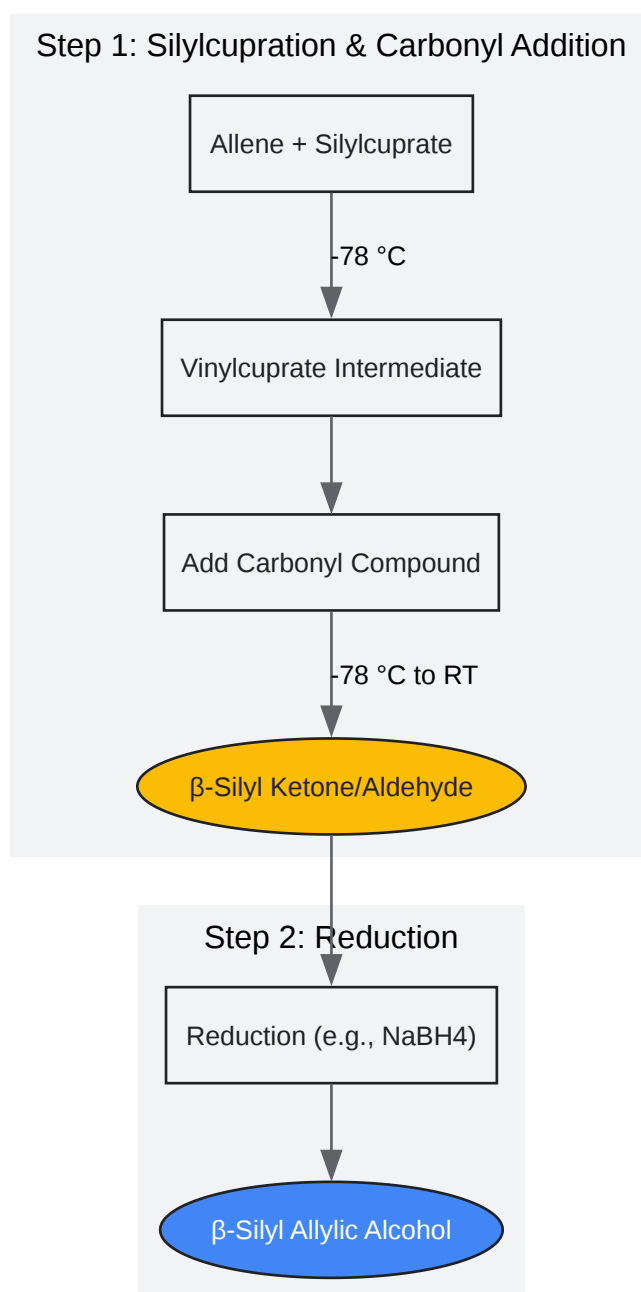 Step 1: Silylcupration & Carbonyl Addition
Allene + Silylcuprate
-78 °C
Vinylcuprate Intermediate
Add Carbonyl Compound
-78 °C to RT
β-Silyl Ketone/Aldehyde
Step 2: Reduction
Reduction (e.g., NaBH4)
β-Silyl Allylic Alcohol